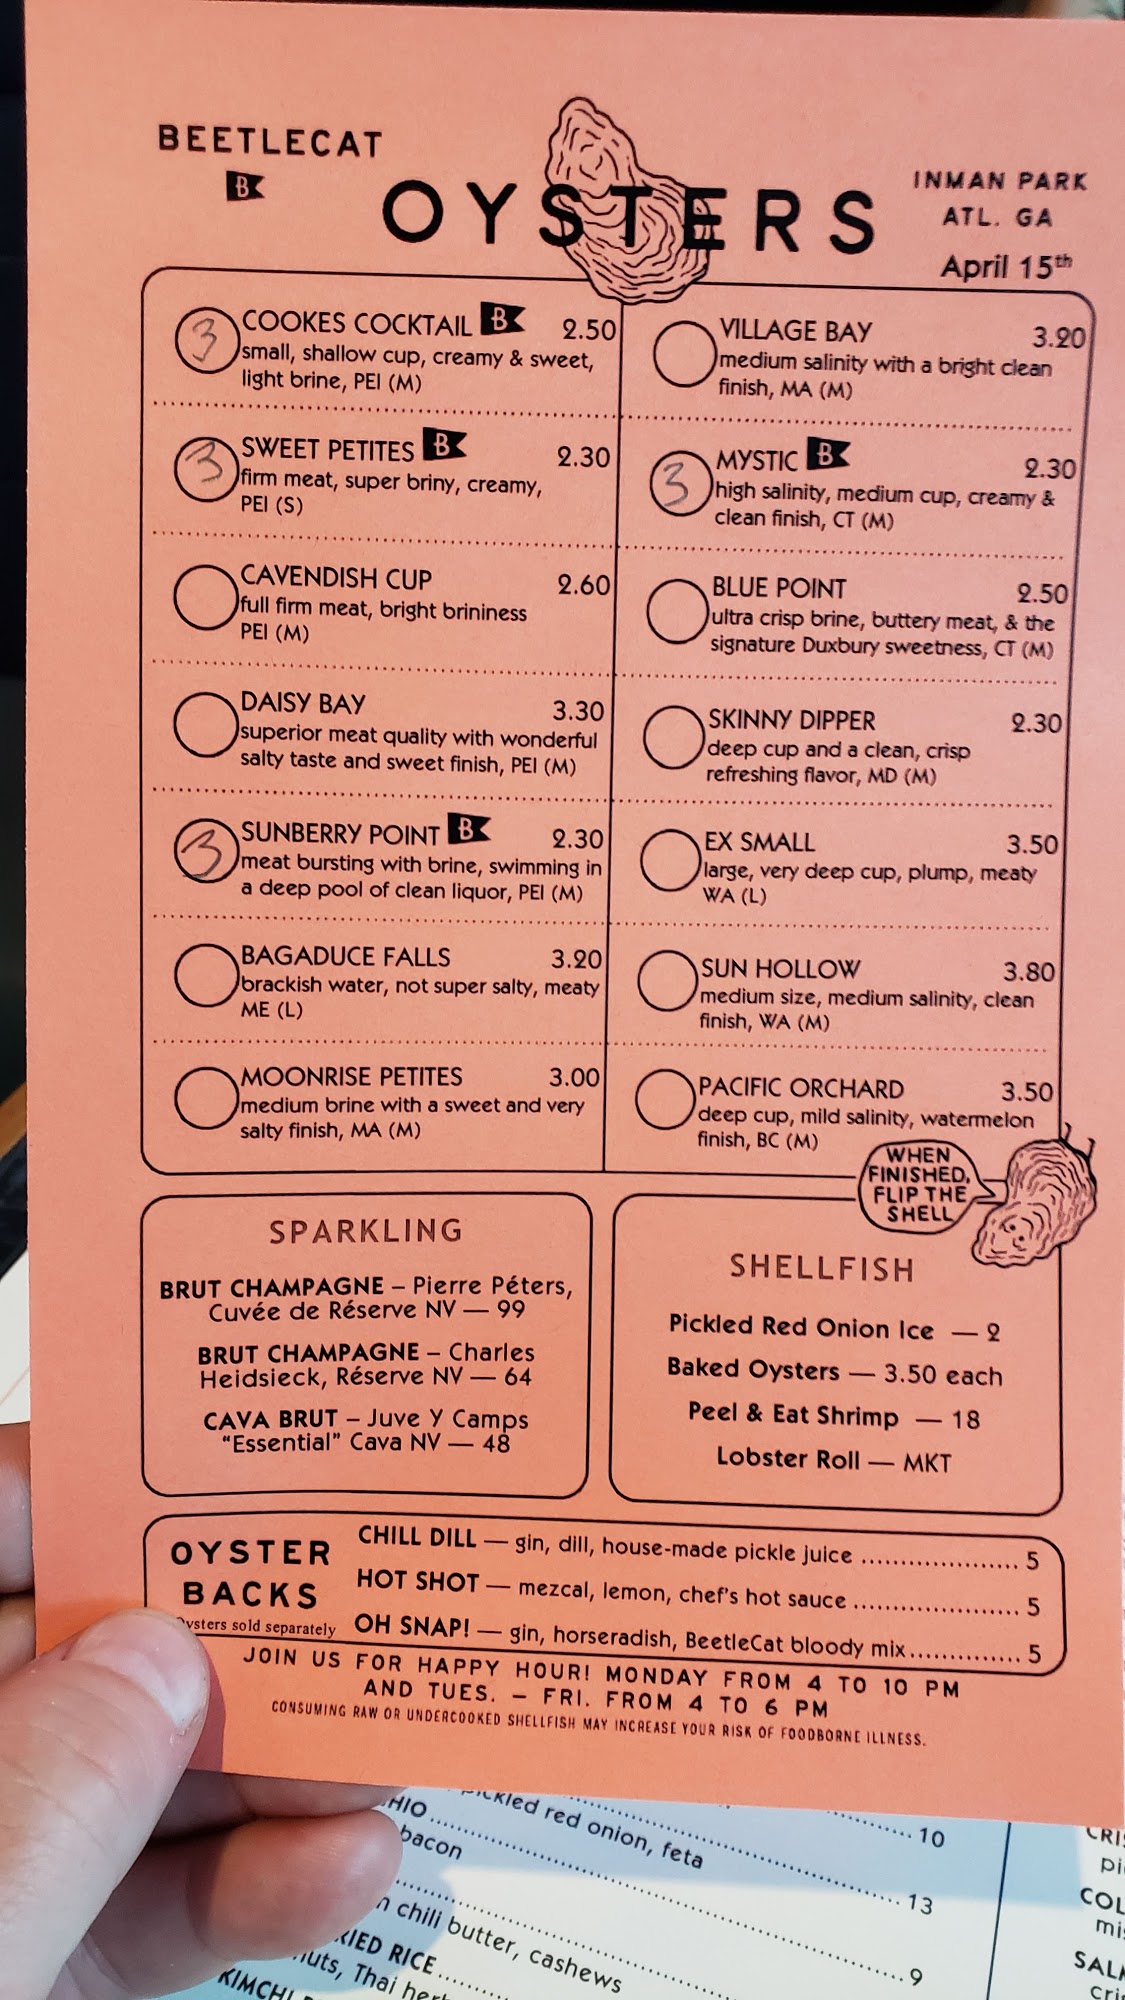 BEETLECAT
B
OYSTERS
INMAN PARK
ATL. GA
April 15th
3 COOKES COCKTAIL B 2.50
small, shallow cup, creamy & sweet,
light brine, PEI (M)
3 SWEET PETITES B 2.30
firm meat, super briny, creamy,
PEI (S)
CAVENDISH CUP 2.60
full firm meat, bright brininess
PEI (M)
DAISY BAY 3.30
superior meat quality with wonderful
salty taste and sweet finish, PEI (M)
3 SUNBERRY POINT B 2.30
meat bursting with brine, swimming in
a deep pool of clean liquor, PEI (M)
BAGADUCE FALLS 3.20
brackish water, not super salty, meaty
ME (L)
MOONRISE PETITES 3.00
medium brine with a sweet and very
salty finish, MA (M)
VILLAGE BAY 3.20
medium salinity with a bright clean
finish, MA (M)
3 MYSTIC B 2.30
high salinity, medium cup, creamy &
clean finish, CT (M)
BLUE POINT 2.50
ultra crisp brine, buttery meat, & the
signature Duxbury sweetness, CT (M)
SKINNY DIPPER 2.30
deep cup and a clean, crisp
refreshing flavor, MD (M)
EX SMALL 3.50
large, very deep cup, plump, meaty
WA (L)
SUN HOLLOW 3.80
medium size, medium salinity, clean
finish, WA (M)
PACIFIC ORCHARD 3.50
deep cup, mild salinity, watermelon
finish, BC (M)
WHEN
FINISHED,
FLIP THE
SHELL
SPARKLING
BRUT CHAMPAGNE – Pierre Péters,
Cuvée de Réserve NV — 99
BRUT CHAMPAGNE – Charles
Heidsieck, Réserve NV — 64
CAVA BRUT – Juve Y Camps
"Essential" Cava NV — 48
SHELLFISH
Pickled Red Onion Ice — 2
Baked Oysters — 3.50 each
Peel & Eat Shrimp — 18
Lobster Roll — MKT
OYSTER
BACKS
Oysters sold separately
CHILL DILL — gin, dill, house-made pickle juice .................... 5
HOT SHOT — mezcal, lemon, chef's hot sauce ..................... 5
OH SNAP! — gin, horseradish, BeetleCat bloody mix.............. 5
JOIN US FOR HAPPY HOUR! MONDAY FROM 4 TO 10 PM
AND TUES. – FRI. FROM 4 TO 6 PM
CONSUMING RAW OR UNDERCOOKED SHELLFISH MAY INCREASE YOUR RISK OF FOODBORNE ILLNESS.
10
pickled red onion, feta
13
bacon
9
chili butter, cashews
RICE
Thai
KIMCHI